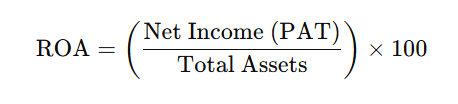 ROA = ( Net Income (PAT) / Total Assets ) × 100